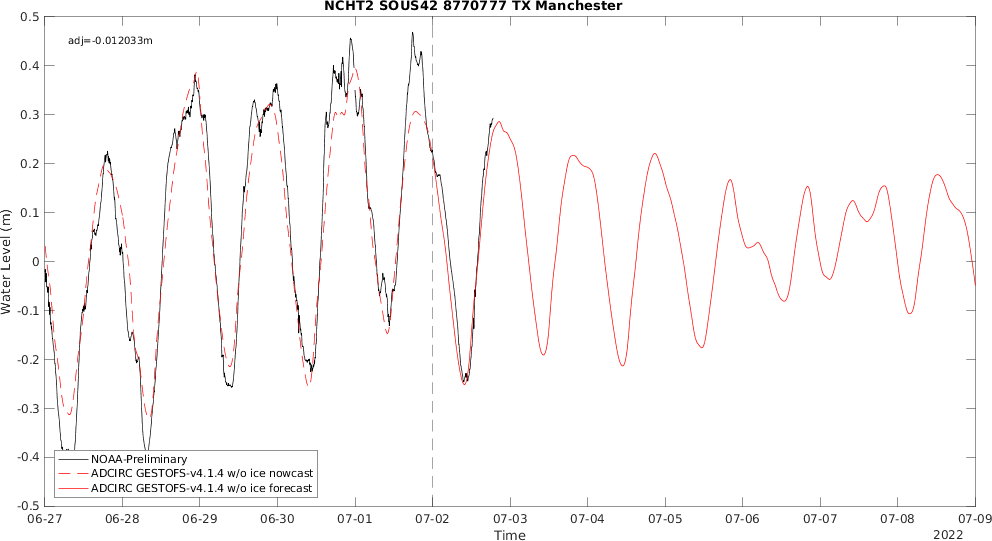 NCHT2 SOUS42 8770777 TX Manchester
adj=-0.012033m
0.5
0.4
0.3
0.2
0.1
0
-0.1
-0.2
-0.3
-0.4
-0.5
Water Level (m)
NOAA-Preliminary
ADCIRC GESTOFS-v4.1.4 w/o ice nowcast
ADCIRC GESTOFS-v4.1.4 w/o ice forecast
06-27 06-28 06-29 06-30 07-01 07-02 07-03 07-04 07-05 07-06 07-07 07-08 07-09
Time
2022